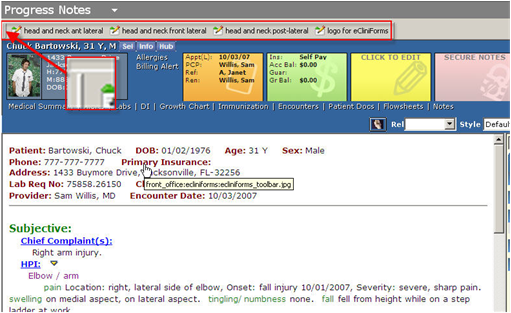 Progress Notes
head and neck ant lateral head and neck front lateral head and neck post-lateral logo for eCliniForms
Chuck Bartowski, 31 Y, M Sel Info Hub
1433
Jackso
H:
M:88
DOB:
Allergies
Billing Alert
Appt(L): 10/03/07
PCP: Willis, Sam
Ref: A, Janet
Ren: Willis, Sam
Ins: Self
Acc Bal: $0.00
Guar:
Gr Bal: $0.00
CLICK TO EDIT
SECURE NOTES
Medical Summa Labs | DI | Growth Chart | Immunization | Encounters | Patient Docs | Flowsheets | Notes
Rel Style Defau
Patient: Bartowski, Chuck DOB: 01/02/1976 Age: 31 Y Sex: Male
Phone: 777-777-7777 Primary Insurance:
Address: 1433 Buymore Drive, Jacksonville, FL-32256
Lab Req No: 75858.26150 C
front_office:ecliniforms:ecliniforms_toolbar.jpg
Provider: Sam Willis, MD Encounter Date: 10/03/2007
Subjective:
Chief Complaint(s):
Right arm injury.
HPI:
Elbow / arm
pain Location: right, lateral side of elbow, Onset: fall injury 10/01/2007, Severity: severe, sharp pain.
swelling on medial aspect, on lateral aspect. tingling/ numbness none. fall fell from height while on a step
ladder at work